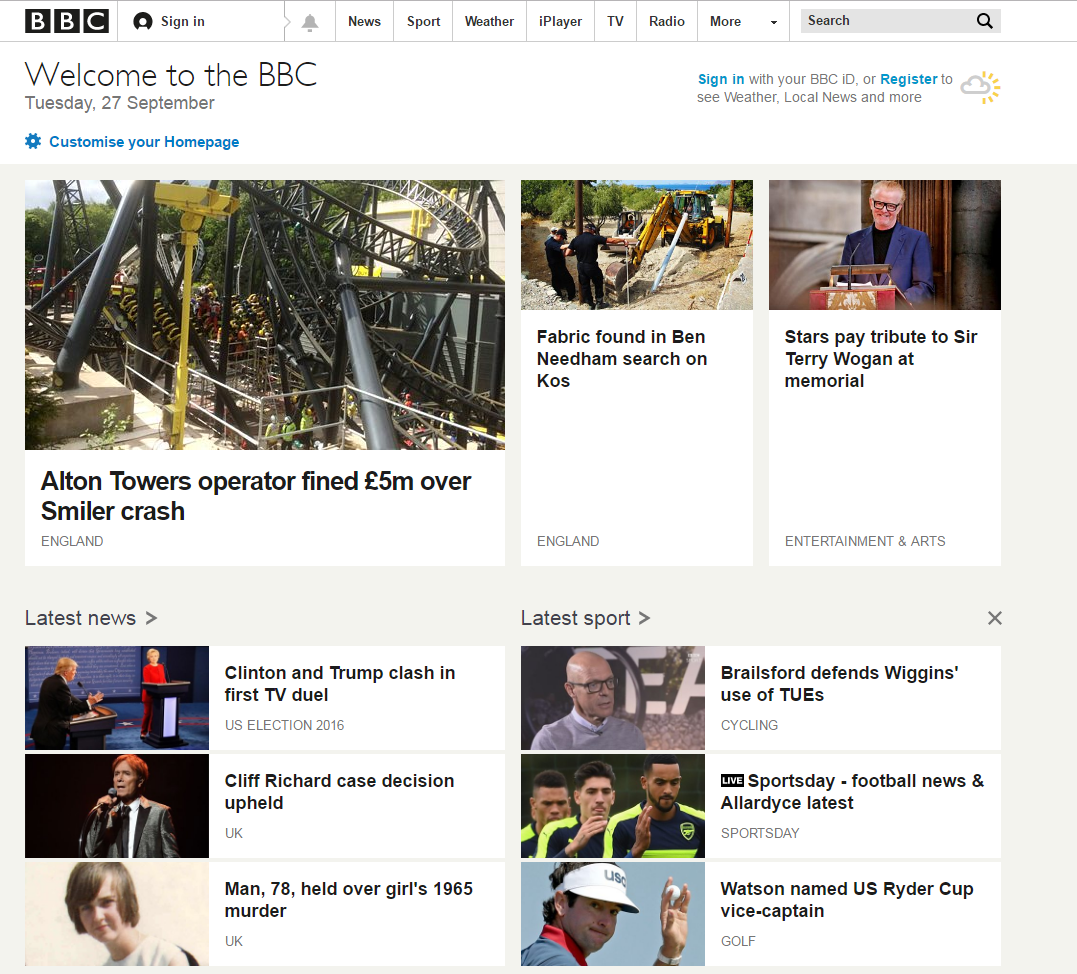 BBC
Sign in
News
Sport
Weather
iPlayer
TV
Radio
More
Search
Welcome to the BBC
Tuesday, 27 September
Sign in with your BBC iD, or Register to
see Weather, Local News and more
Customise your Homepage
Alton Towers operator fined £5m over
Smiler crash
ENGLAND
Fabric found in Ben
Needham search on
Kos
ENGLAND
Stars pay tribute to Sir
Terry Wogan at
memorial
ENTERTAINMENT & ARTS
Latest news >
Clinton and Trump clash in
first TV duel
US ELECTION 2016
Cliff Richard case decision
upheld
UK
Man, 78, held over girl's 1965
murder
UK
Latest sport >
Brailsford defends Wiggins'
use of TUEs
CYCLING
LIVE Sportsday - football news &
Allardyce latest
SPORTSDAY
Watson named US Ryder Cup
vice-captain
GOLF